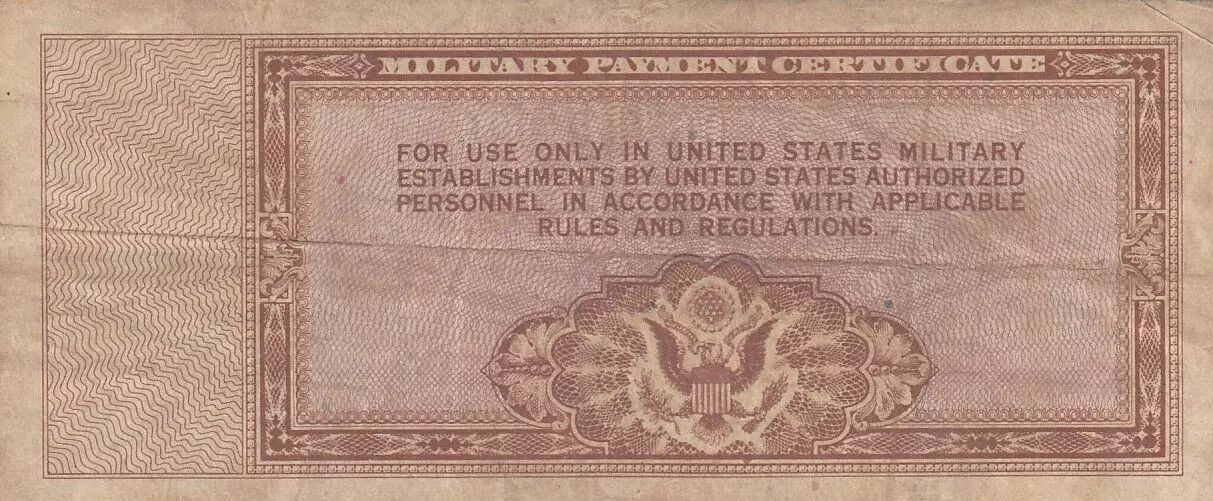 MILITARY PAYMENT CERTIFICATE
FOR USE ONLY IN UNITED STATES MILITARY
ESTABLISHMENTS BY UNITED STATES AUTHORIZED
PERSONNEL IN ACCORDANCE WITH APPLICABLE
RULES AND REGULATIONS.